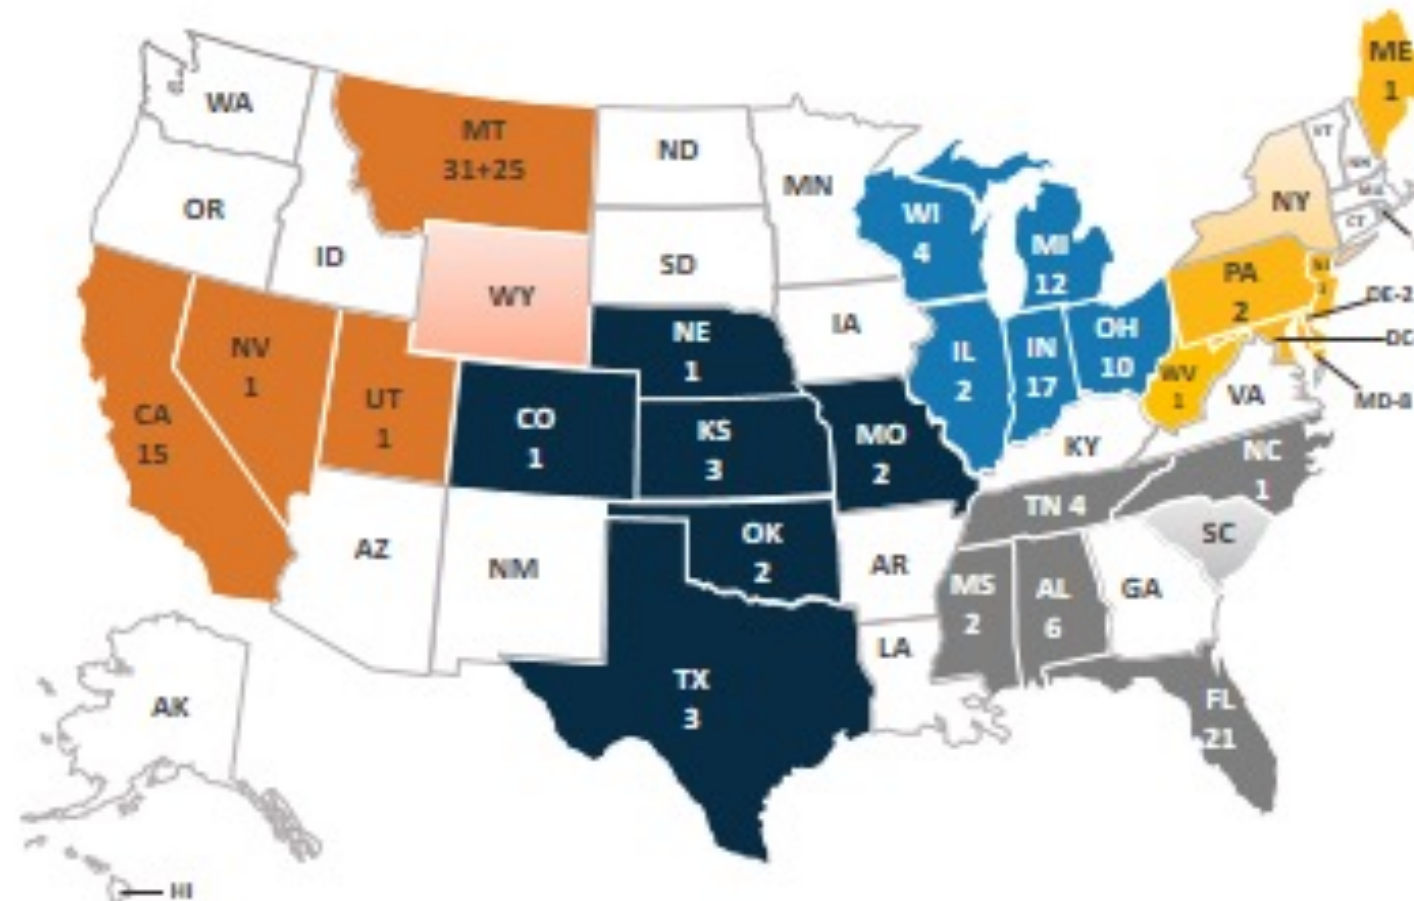 WA
OR
ID
MT
31+25
WY
ND
SD
MN
IA
NE
1
NV
1
UT
1
CA
15
CO
1
KS
3
MO
2
OK
2
TX
3
AZ
NM
AR
LA
WI
4
MI
12
IL
2
IN
17
OH
10
KY
WV
1
VA
PA
2
NY
ME
1
VT
CT
DE-2
DC
MD-8
TN 4
NC
1
SC
GA
MS
2
AL
6
FL
21
AK
HI